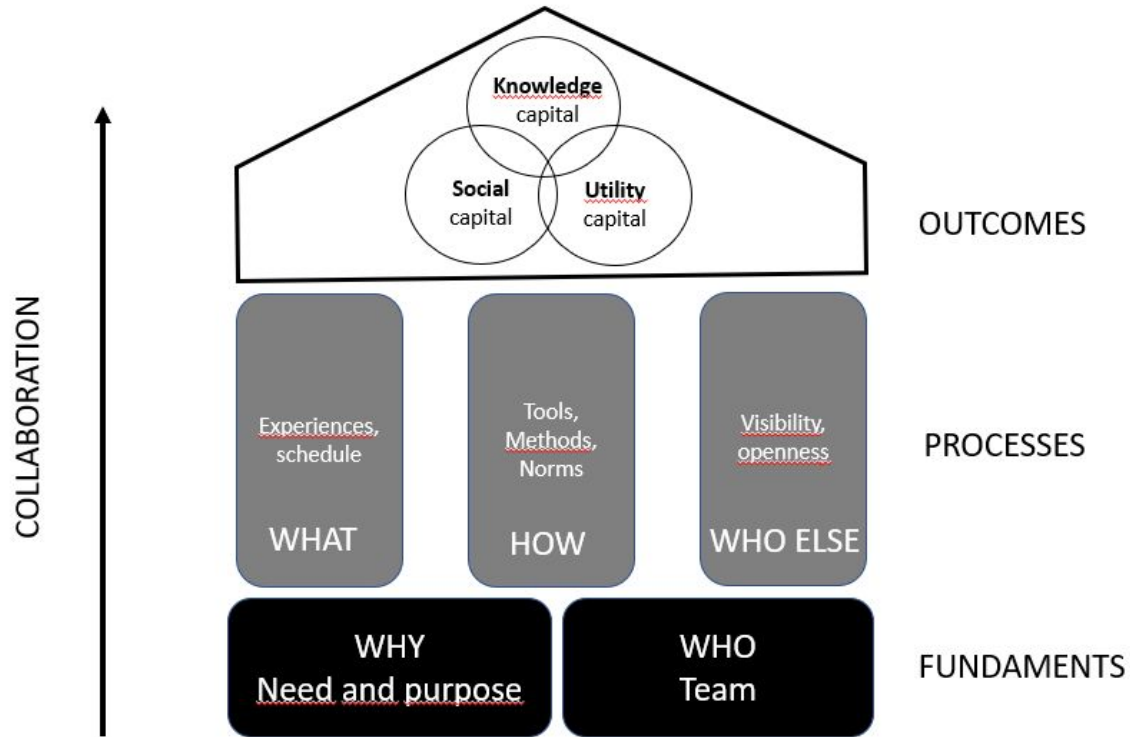 Knowledge
capital
Social
capital
Utility
capital
OUTCOMES
COLLABORATION
Experiences,
schedule
WHAT
Tools,
Methods,
Norms
HOW
Visibility,
openness
WHO ELSE
PROCESSES
WHY
Need and purpose
WHO
Team
FUNDAMENTS